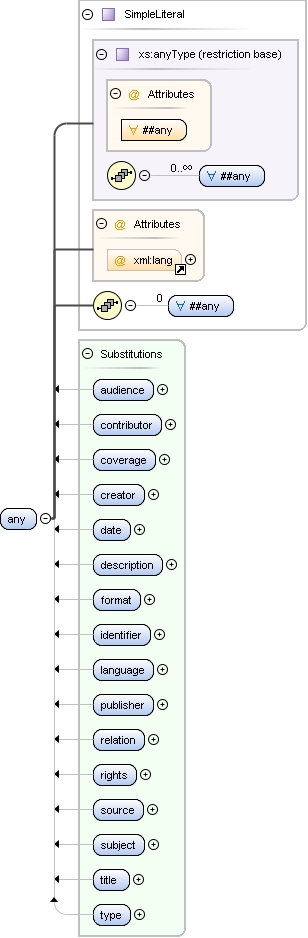 SimpleLiteral
xs:anyType (restriction base)
@ Attributes
∀ ##any
0..∞
∀ ##any
@ Attributes
@ xml:lang
0
∀ ##any
Substitutions
audience
contributor
coverage
creator
any
date
description
format
identifier
language
publisher
relation
rights
source
subject
title
type